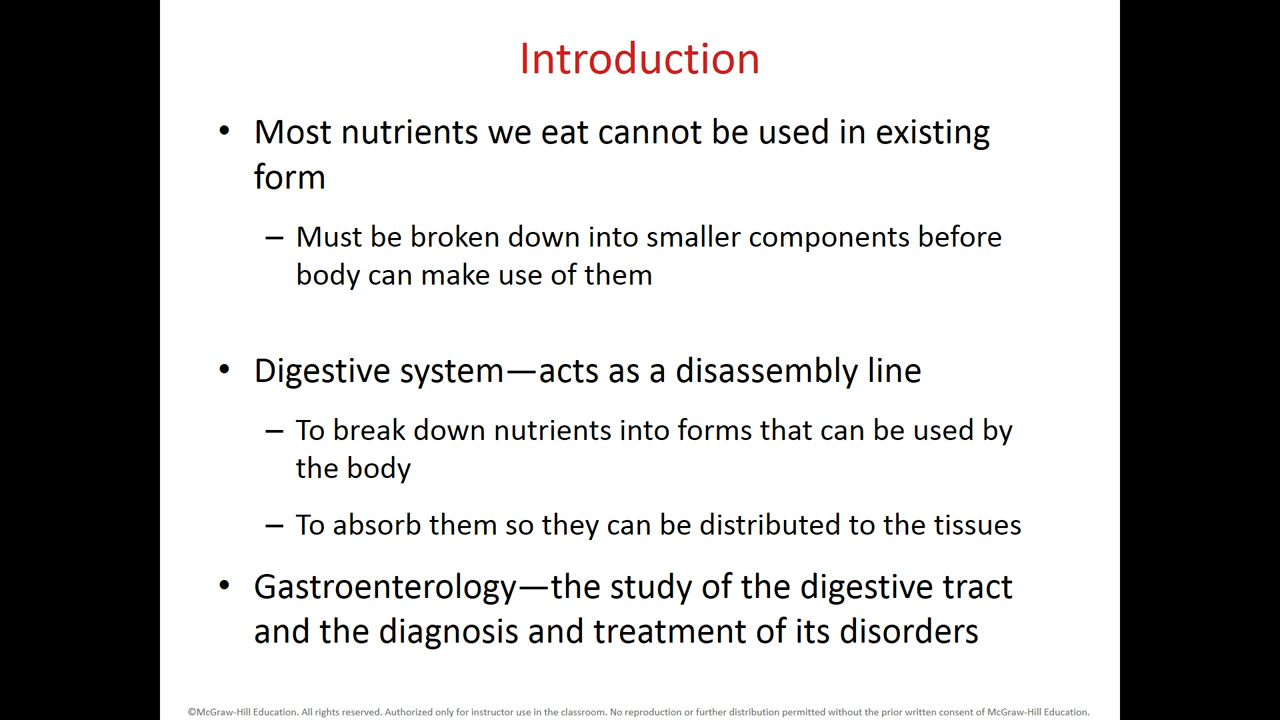 Introduction
• Most nutrients we eat cannot be used in existing
form
– Must be broken down into smaller components before
body can make use of them
• Digestive system—acts as a disassembly line
– To break down nutrients into forms that can be used by
the body
– To absorb them so they can be distributed to the tissues
• Gastroenterology—the study of the digestive tract
and the diagnosis and treatment of its disorders
©McGraw-Hill Education. All rights reserved. Authorized only for instructor use in the classroom. No reproduction or further distribution permitted without the prior written consent of McGraw-Hill Education.